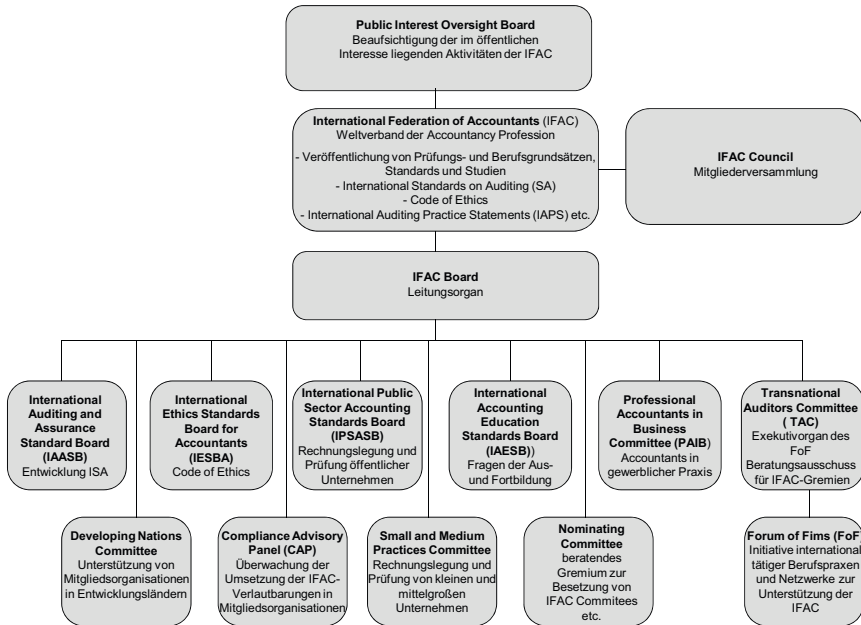 Public Interest Oversight Board
Beaufsichtigung der im öffentlichen
Interesse liegenden Aktivitäten der IFAC
International Federation of Accountants (IFAC)
Weltverband der Accountancy Profession
- Veröffentlichung von Prüfungs- und Berufsgrundsätzen,
Standards und Studien
- International Standards on Auditing (SA)
- Code of Ethics
- International Auditing Practice Statements (IAPS) etc.
IFAC Council
Mitgliederversammlung
IFAC Board
Leitungsorgan
International
Auditing and
Assurance
Standard Board
(IAASB)
Entwicklung ISA
International
Ethics Standards
Board for
Accountants
(IESBA)
Code of Ethics
International Public
Sector Accounting
Standards Board
(IPSASB)
Rechnungslegung und
Prüfung öffentlicher
Unternehmen
International
Accounting
Education
Standards Board
(IAESB))
Fragen der Aus-
und Fortbildung
Professional
Accountants in
Business
Committee (PAIB)
Accountants in
gewerblicher Praxis
Transnational
Auditors Committee
( TAC)
Exekutivorgan des
FoF
Beratungsausschuss
für IFAC-Gremien
Developing Nations
Committee
Unterstützung von
Mitgliedsorganisationen
in Entwicklungsländern
Compliance Advisory
Panel (CAP)
Überwachung der
Umsetzung der IFAC-
Verlautbarungen in
Mitgliedsorganisationen
Small and Medium
Practices Committee
Rechnungslegung und
Prüfung von kleinen und
mittelgroßen
Unternehmen
Nominating
Committee
beratendes
Gremium zur
Besetzung von
IFAC Commitees
etc.
Forum of Fims (FoF)
Initiative international
tätiger Berufspraxen
und Netzwerke zur
Unterstützung der
IFAC